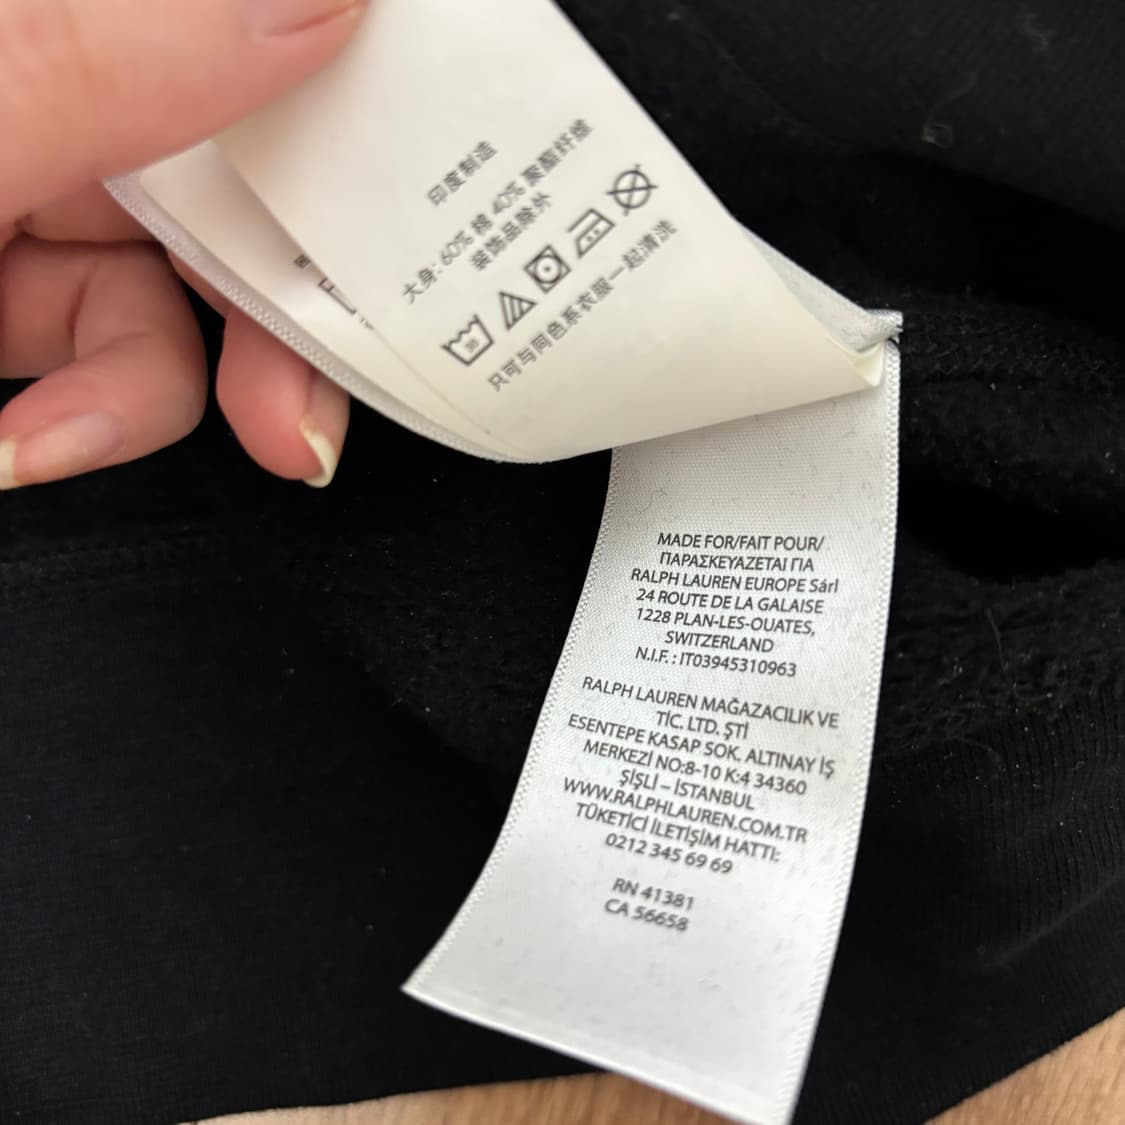 印度制造
大身: 60% 棉 40% 聚酯纤维
装饰品除外
30
只可与同色系衣服一起清洗
MADE FOR/FAIT POUR/
ΠΑΡΑΣΚΕΥΑΖΕΤΑΙ ΓΙΑ
RALPH LAUREN EUROPE Sárl
24 ROUTE DE LA GALAISE
1228 PLAN-LES-OUATES,
SWITZERLAND
N.I.F. : IT03945310963
RALPH LAUREN MAĞAZACILIK VE
TİC. LTD. ŞTİ
ESENTEPE KASAP SOK. ALTINAY İŞ
MERKEZİ NO:8-10 K:4 34360
ŞİŞLİ – İSTANBUL
WWW.RALPHLAUREN.COM.TR
TÜKETİCİ İLETİŞİM HATTI:
0212 345 69 69
RN 41381
CA 56658